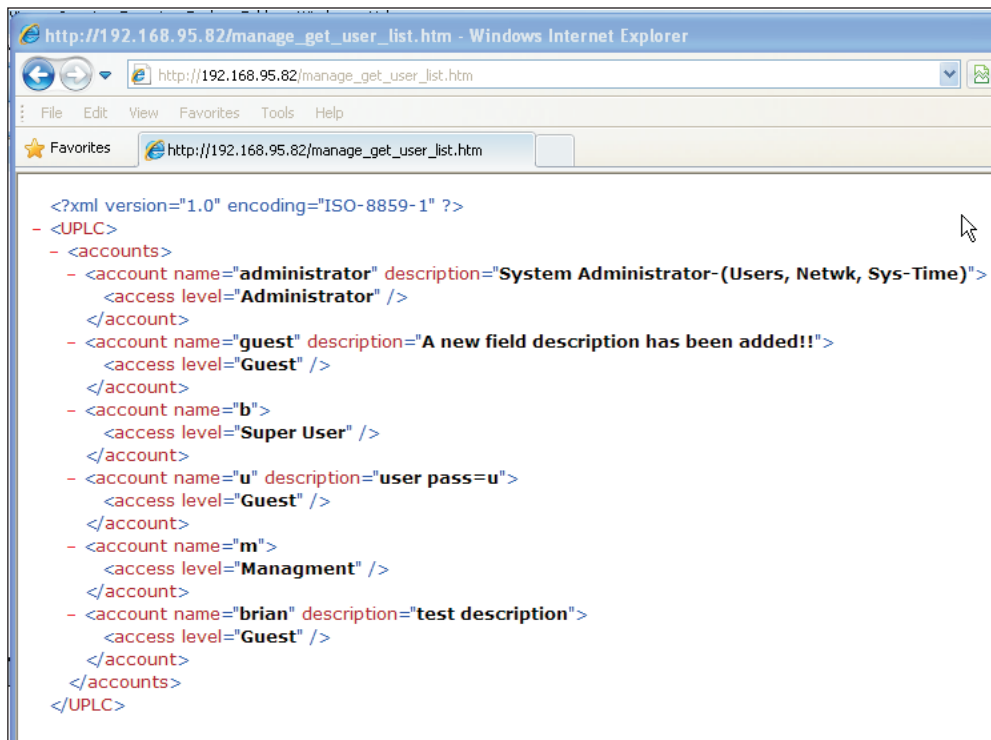 http://192.168.95.82/manage_get_user_list.htm - Windows Internet Explorer
http://192.168.95.82/manage_get_user_list.htm
File Edit View Favorites Tools Help
Favorites http://192.168.95.82/manage_get_user_list.htm
<?xml version="1.0" encoding="ISO-8859-1" ?>
- <UPLC>
- <accounts>
- <account name="administrator" description="System Administrator-(Users, Netwk, Sys-Time)">
<access level="Administrator" />
</account>
- <account name="guest" description="A new field description has been added!!">
<access level="Guest" />
</account>
- <account name="b">
<access level="Super User" />
</account>
- <account name="u" description="user pass=u">
<access level="Guest" />
</account>
- <account name="m">
<access level="Managment" />
</account>
- <account name="brian" description="test description">
<access level="Guest" />
</account>
</accounts>
</UPLC>